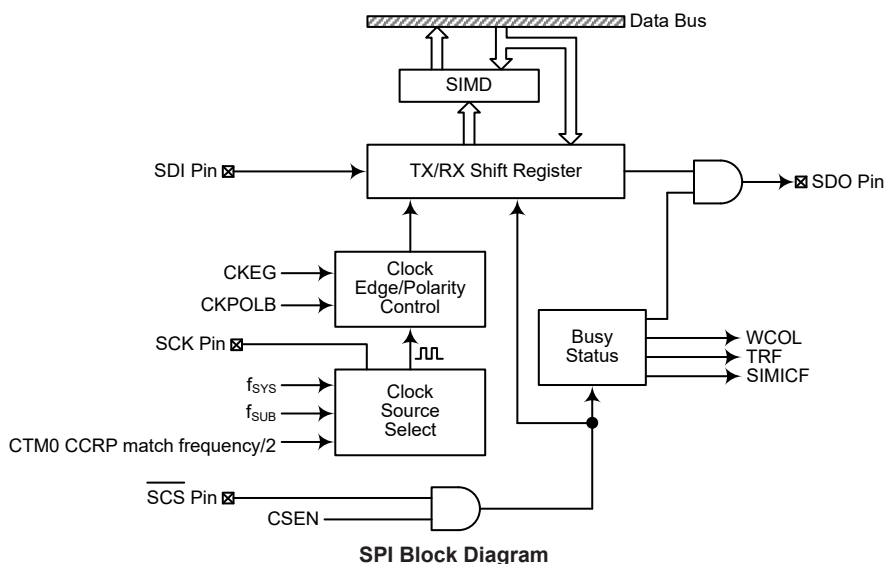 Data Bus
SIMD
SDI Pin
TX/RX Shift Register
SDO Pin
CKEG
CKPOLB
Clock
Edge/Polarity
Control
SCK Pin
Busy
Status
WCOL
TRF
SIMICF
fSYS
fSUB
CTM0 CCRP match frequency/2
Clock
Source
Select
SCS Pin
CSEN
SPI Block Diagram